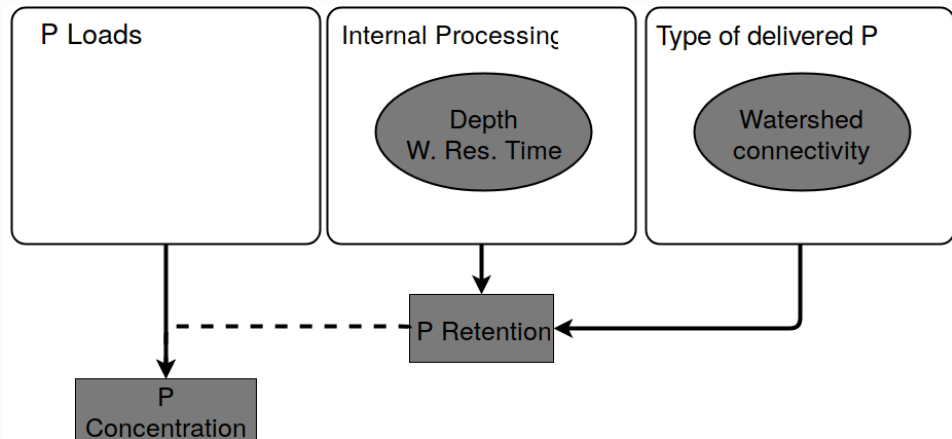 P Loads
Internal Processing
Type of delivered P
Depth
W. Res. Time
Watershed
connectivity
P Retention
P
Concentration